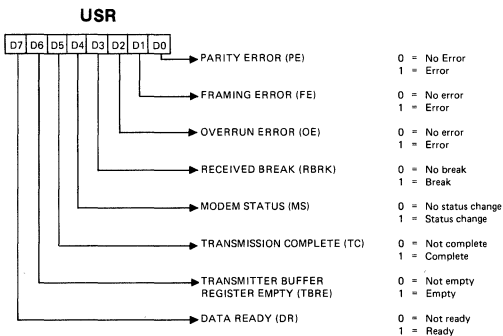 USR
D7 D6 D5 D4 D3 D2 D1 D0
PARITY ERROR (PE) 0 = No Error
1 = Error
FRAMING ERROR (FE) 0 = No error
1 = Error
OVERRUN ERROR (OE) 0 = No error
1 = Error
RECEIVED BREAK (RBRK) 0 = No break
1 = Break
MODEM STATUS (MS) 0 = No status change
1 = Status change
TRANSMISSION COMPLETE (TC) 0 = Not complete
1 = Complete
TRANSMITTER BUFFER 0 = Not empty
REGISTER EMPTY (TBRE) 1 = Empty
DATA READY (DR) 0 = Not ready
1 = Ready